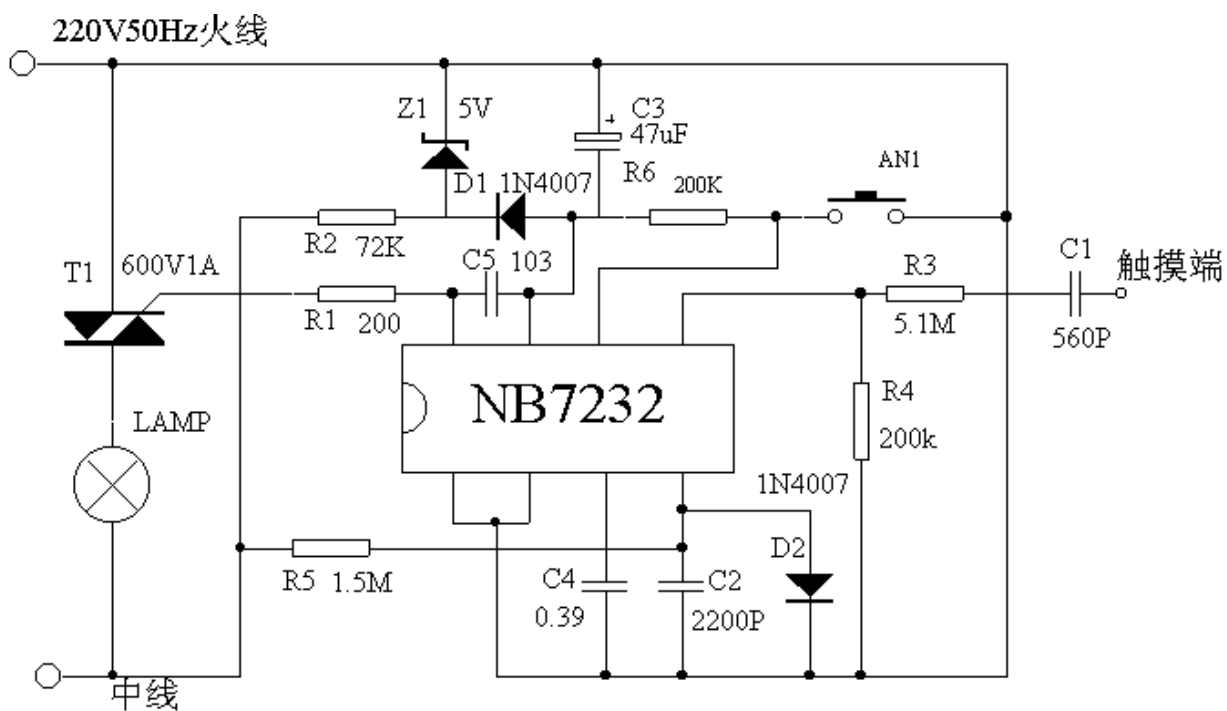 220V50Hz火线
Z1 5V
C3
+
47uF
D1 1N4007
R6
200K
AN1
R2 72K
C5 103
T1 600V1A
R1 200
R3
5.1M
C1
触摸端
560P
NB7232
R4
200k
LAMP
1N4007
D2
R5 1.5M
C4
0.39
C2
2200P
中线